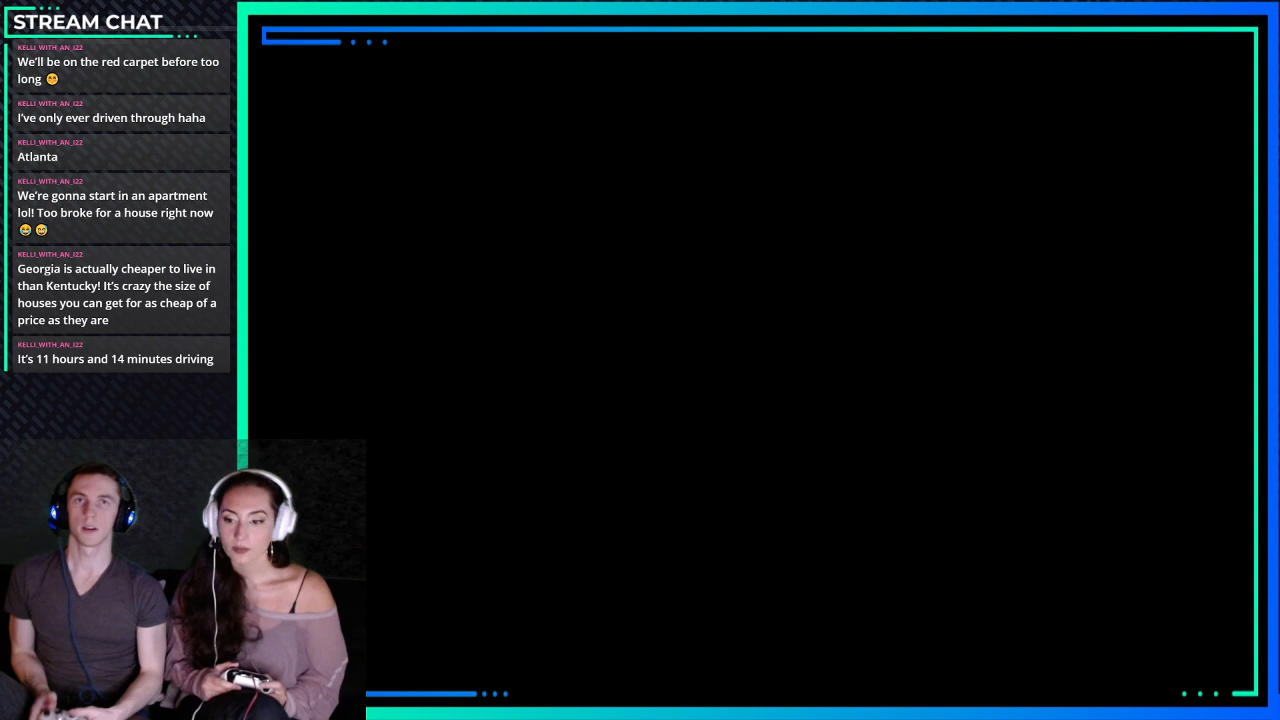 STREAM CHAT
KELLI_WITH_AN_I22
We'll be on the red carpet before too
long 😁
KELLI_WITH_AN_I22
I've only ever driven through haha
KELLI_WITH_AN_I22
Atlanta
KELLI_WITH_AN_I22
We're gonna start in an apartment
lol! Too broke for a house right now
😂 😅
KELLI_WITH_AN_I22
Georgia is actually cheaper to live in
than Kentucky! It's crazy the size of
houses you can get for as cheap of a
price as they are
KELLI_WITH_AN_I22
It's 11 hours and 14 minutes driving